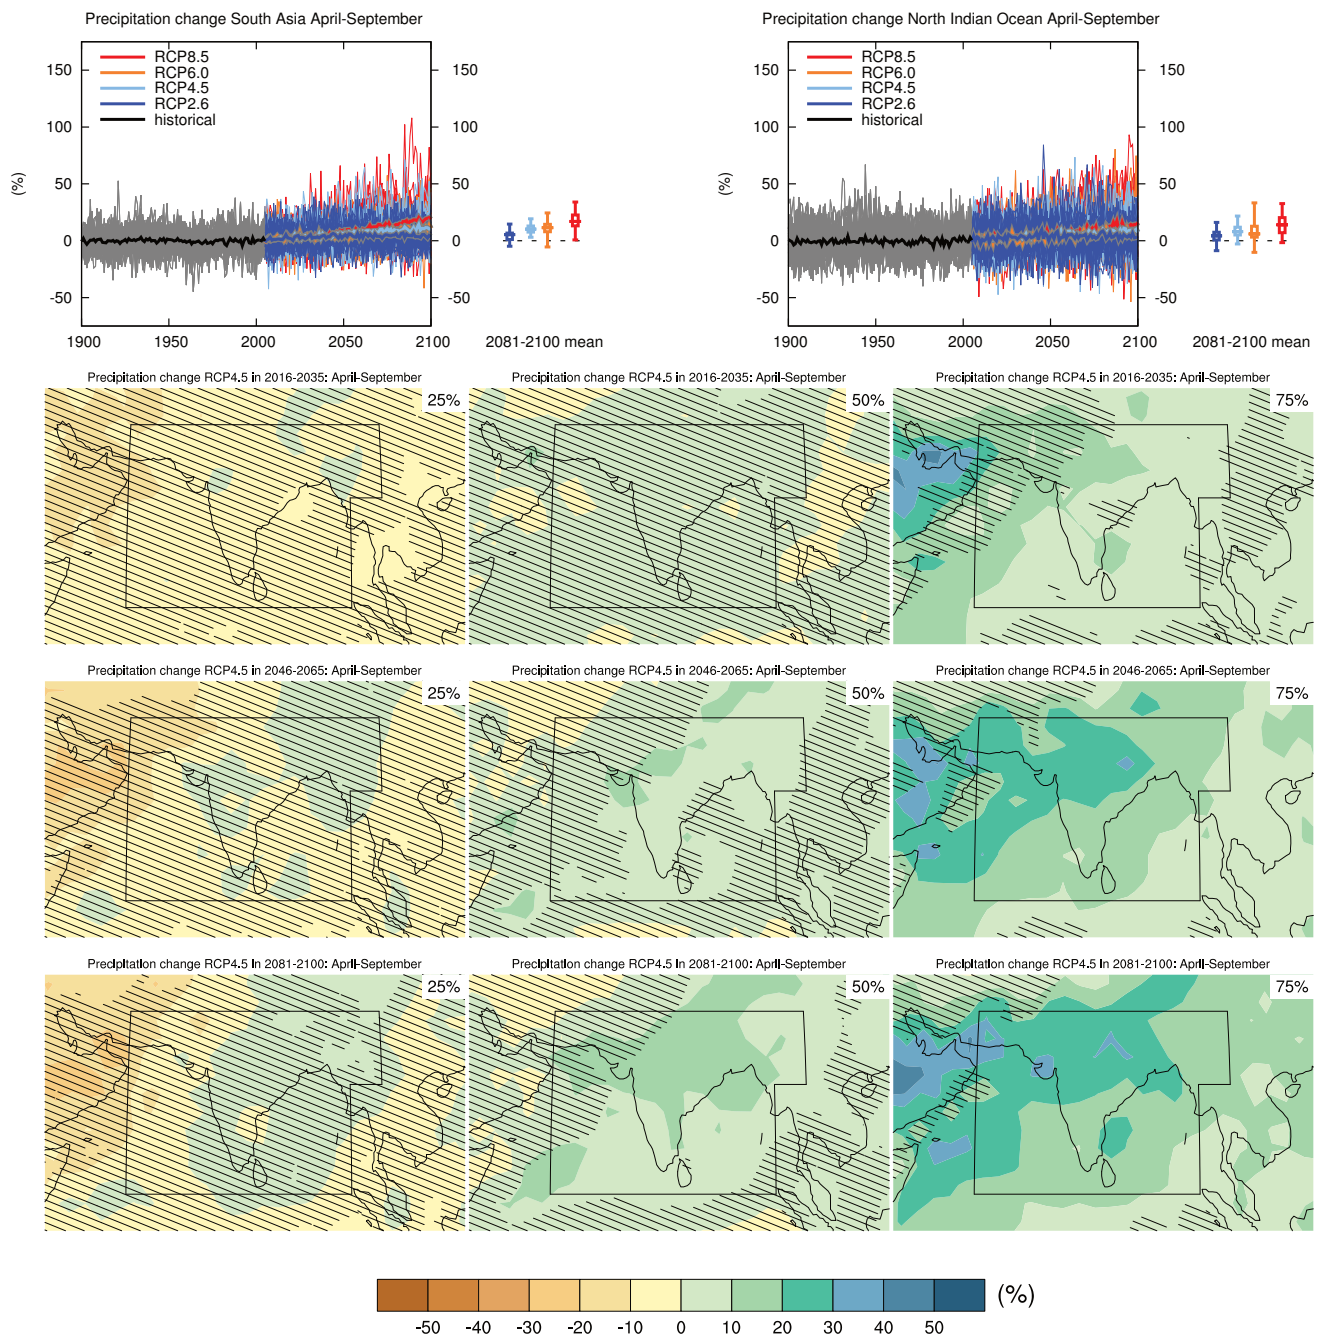 Precipitation change South Asia April-September
150
100
50
0
-50
(%)
RCP8.5
RCP6.0
RCP4.5
RCP2.6
historical
150
100
50
0
-50
1900 1950 2000 2050 2100
2081-2100 mean
Precipitation change North Indian Ocean April-September
150
100
50
0
-50
(%)
RCP8.5
RCP6.0
RCP4.5
RCP2.6
historical
150
100
50
0
-50
1900 1950 2000 2050 2100
2081-2100 mean
Precipitation change RCP4.5 in 2016-2035: April-September
25%
Precipitation change RCP4.5 in 2016-2035: April-September
50%
Precipitation change RCP4.5 in 2016-2035: April-September
75%
Precipitation change RCP4.5 in 2046-2065: April-September
25%
Precipitation change RCP4.5 in 2046-2065: April-September
50%
Precipitation change RCP4.5 in 2046-2065: April-September
75%
Precipitation change RCP4.5 in 2081-2100: April-September
25%
Precipitation change RCP4.5 in 2081-2100: April-September
50%
Precipitation change RCP4.5 in 2081-2100: April-September
75%
(%)
-50 -40 -30 -20 -10 0 10 20 30 40 50